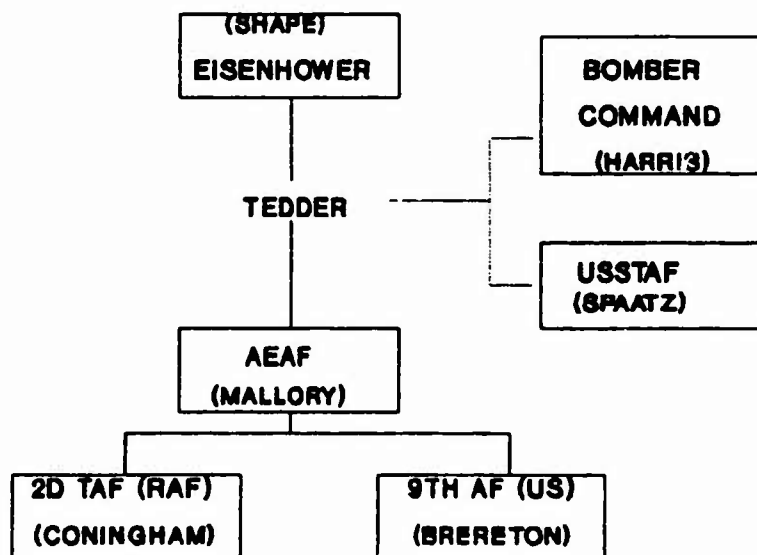 (SHAPE)
EISENHOWER
BOMBER
COMMAND
(HARRI3)
TEDDER
USSTAF
(SPAATZ)
AEAF
(MALLORY)
2D TAF (RAF)
(CONINGHAM)
9TH AF (US)
(BRERETON)